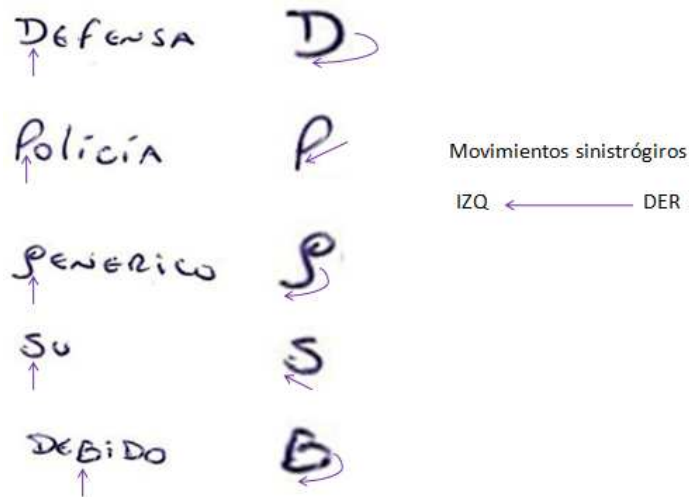 DEFENSA D
Policía P
Movimientos sinistrógiros
IZQ DER
gENERiCO g
SU S
DEBiDO B